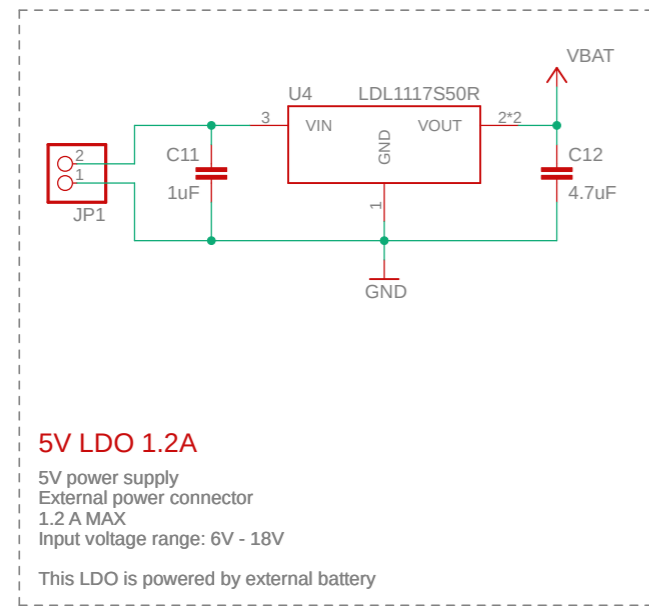 VBAT
U4 LDL1117S50R
3 VIN VOUT 2*2
GND
1
2
1
JP1
C11
1uF
C12
4.7uF
GND
5V LDO 1.2A
5V power supply
External power connector
1.2 A MAX
Input voltage range: 6V - 18V
This LDO is powered by external battery